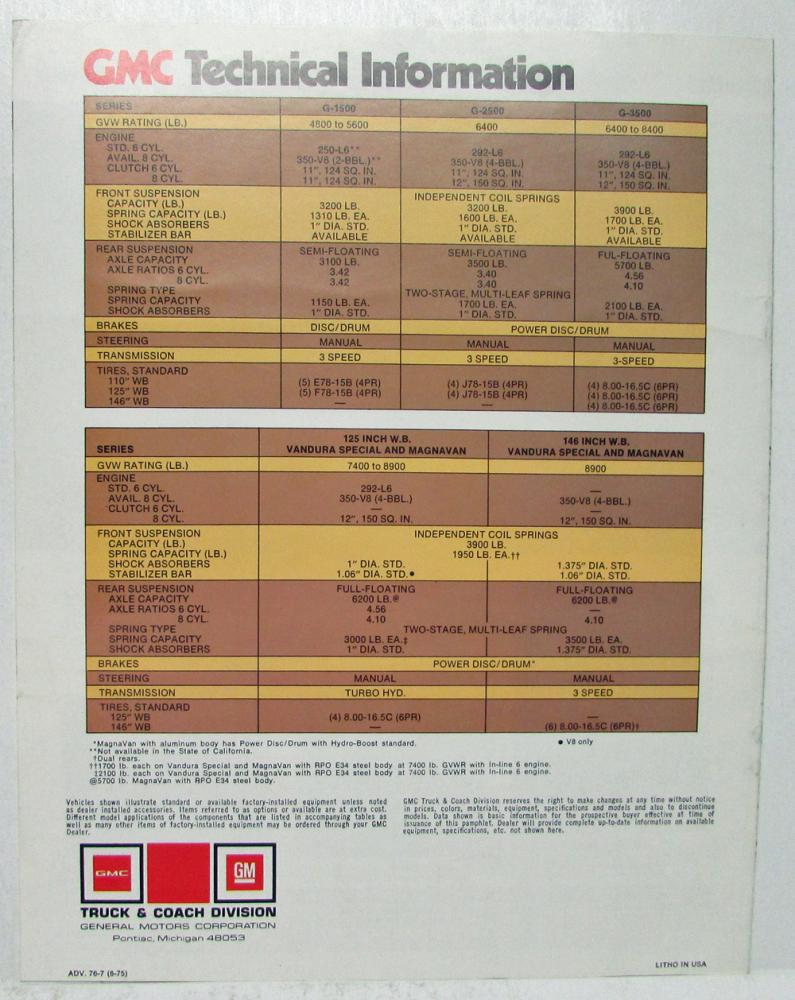 GMC Technical Information
SERIES G-1500 G-2500 G-3500
GVW RATING (LB.) 4800 to 5600 6400 6400 to 8400
ENGINE
STD. 6 CYL. 250-L6** 292-L6 292-L6
AVAIL. 8 CYL. 350-V8 (2-BBL.)** 350-V8 (4-BBL.) 350-V8 (4-BBL.)
CLUTCH 6 CYL. 11", 124 SQ. IN. 11", 124 SQ. IN. 11", 124 SQ. IN.
8 CYL. 11", 124 SQ. IN. 12", 150 SQ. IN. 12", 150 SQ. IN.
FRONT SUSPENSION INDEPENDENT COIL SPRINGS
CAPACITY (LB.) 3200 LB. 3200 LB. 3900 LB.
SPRING CAPACITY (LB.) 1310 LB. EA. 1600 LB. EA. 1700 LB. EA.
SHOCK ABSORBERS 1" DIA. STD. 1" DIA. STD. 1" DIA. STD.
STABILIZER BAR AVAILABLE AVAILABLE AVAILABLE
REAR SUSPENSION SEMI-FLOATING SEMI-FLOATING FUL-FLOATING
AXLE CAPACITY 3100 LB. 3500 LB. 5700 LB.
AXLE RATIOS 6 CYL. 3.42 3.40 4.56
8 CYL. 3.42 3.40 4.10
SPRING TYPE TWO-STAGE, MULTI-LEAF SPRING
SPRING CAPACITY 1150 LB. EA. 1700 LB. EA. 2100 LB. EA.
SHOCK ABSORBERS 1" DIA. STD. 1" DIA. STD. 1" DIA. STD.
BRAKES DISC/DRUM POWER DISC/DRUM
STEERING MANUAL MANUAL MANUAL
TRANSMISSION 3 SPEED 3 SPEED 3-SPEED
TIRES, STANDARD
110" WB (5) E78-15B (4PR) (4) J78-15B (4PR) (4) 8.00-16.5C (6PR)
125" WB (5) F78-15B (4PR) (4) J78-15B (4PR) (4) 8.00-16.5C (6PR)
146" WB — — (4) 8.00-16.5C (6PR)
125 INCH W.B. 146 INCH W.B.
SERIES VANDURA SPECIAL AND MAGNAVAN VANDURA SPECIAL AND MAGNAVAN
GVW RATING (LB.) 7400 to 8900 8900
ENGINE
STD. 6 CYL. 292-L6 —
AVAIL. 8 CYL. 350-V8 (4-BBL.) 350-V8 (4-BBL.)
CLUTCH 6 CYL. — —
8 CYL. 12", 150 SQ. IN. 12", 150 SQ. IN.
FRONT SUSPENSION INDEPENDENT COIL SPRINGS
CAPACITY (LB.) 3900 LB.
SPRING CAPACITY (LB.) 1950 LB. EA.††
SHOCK ABSORBERS 1" DIA. STD. 1.375" DIA. STD.
STABILIZER BAR 1.06" DIA. STD.● 1.06" DIA. STD.
REAR SUSPENSION FULL-FLOATING FULL-FLOATING
AXLE CAPACITY 6200 LB.@ 6200 LB.@
AXLE RATIOS 6 CYL. 4.56 —
8 CYL. 4.10 4.10
SPRING TYPE TWO-STAGE, MULTI-LEAF SPRING
SPRING CAPACITY 3000 LB. EA.‡ 3500 LB. EA.
SHOCK ABSORBERS 1" DIA. STD. 1.375" DIA. STD.
BRAKES POWER DISC/DRUM*
STEERING MANUAL MANUAL
TRANSMISSION TURBO HYD. 3 SPEED
TIRES, STANDARD
125" WB (4) 8.00-16.5C (6PR) —
146" WB — (6) 8.00-16.5C (6PR)†
*MagnaVan with aluminum body has Power Disc/Drum with Hydro-Boost standard. ● V8 only
**Not available in the State of California.
†Dual rears.
††1700 lb. each on Vandura Special and MagnaVan with RPO E34 steel body at 7400 lb. GVWR with In-line 6 engine.
‡2100 lb. each on Vandura Special and MagnaVan with RPO E34 steel body at 7400 lb. GVWR with In-line 6 engine.
@5700 lb. MagnaVan with RPO E34 steel body.
Vehicles shown illustrate standard or available factory-installed equipment unless noted
as dealer installed accessories. Items referred to as options or available are at extra cost.
Different model applications of the components that are listed in accompanying tables as
well as many other items of factory-installed equipment may be ordered through your GMC
Dealer.
GMC Truck & Coach Division reserves the right to make changes at any time without notice
in prices, colors, materials, equipment, specifications and models and also to discontinue
models. Data shown is basic information for the prospective buyer effective at time of
issuance of this pamphlet. Dealer will provide complete up-to-date information on available
equipment, specifications, etc. not shown here.
GMC GM
TRUCK & COACH DIVISION
GENERAL MOTORS CORPORATION
Pontiac, Michigan 48053
ADV. 76-7 (8-75)
LITHO IN USA